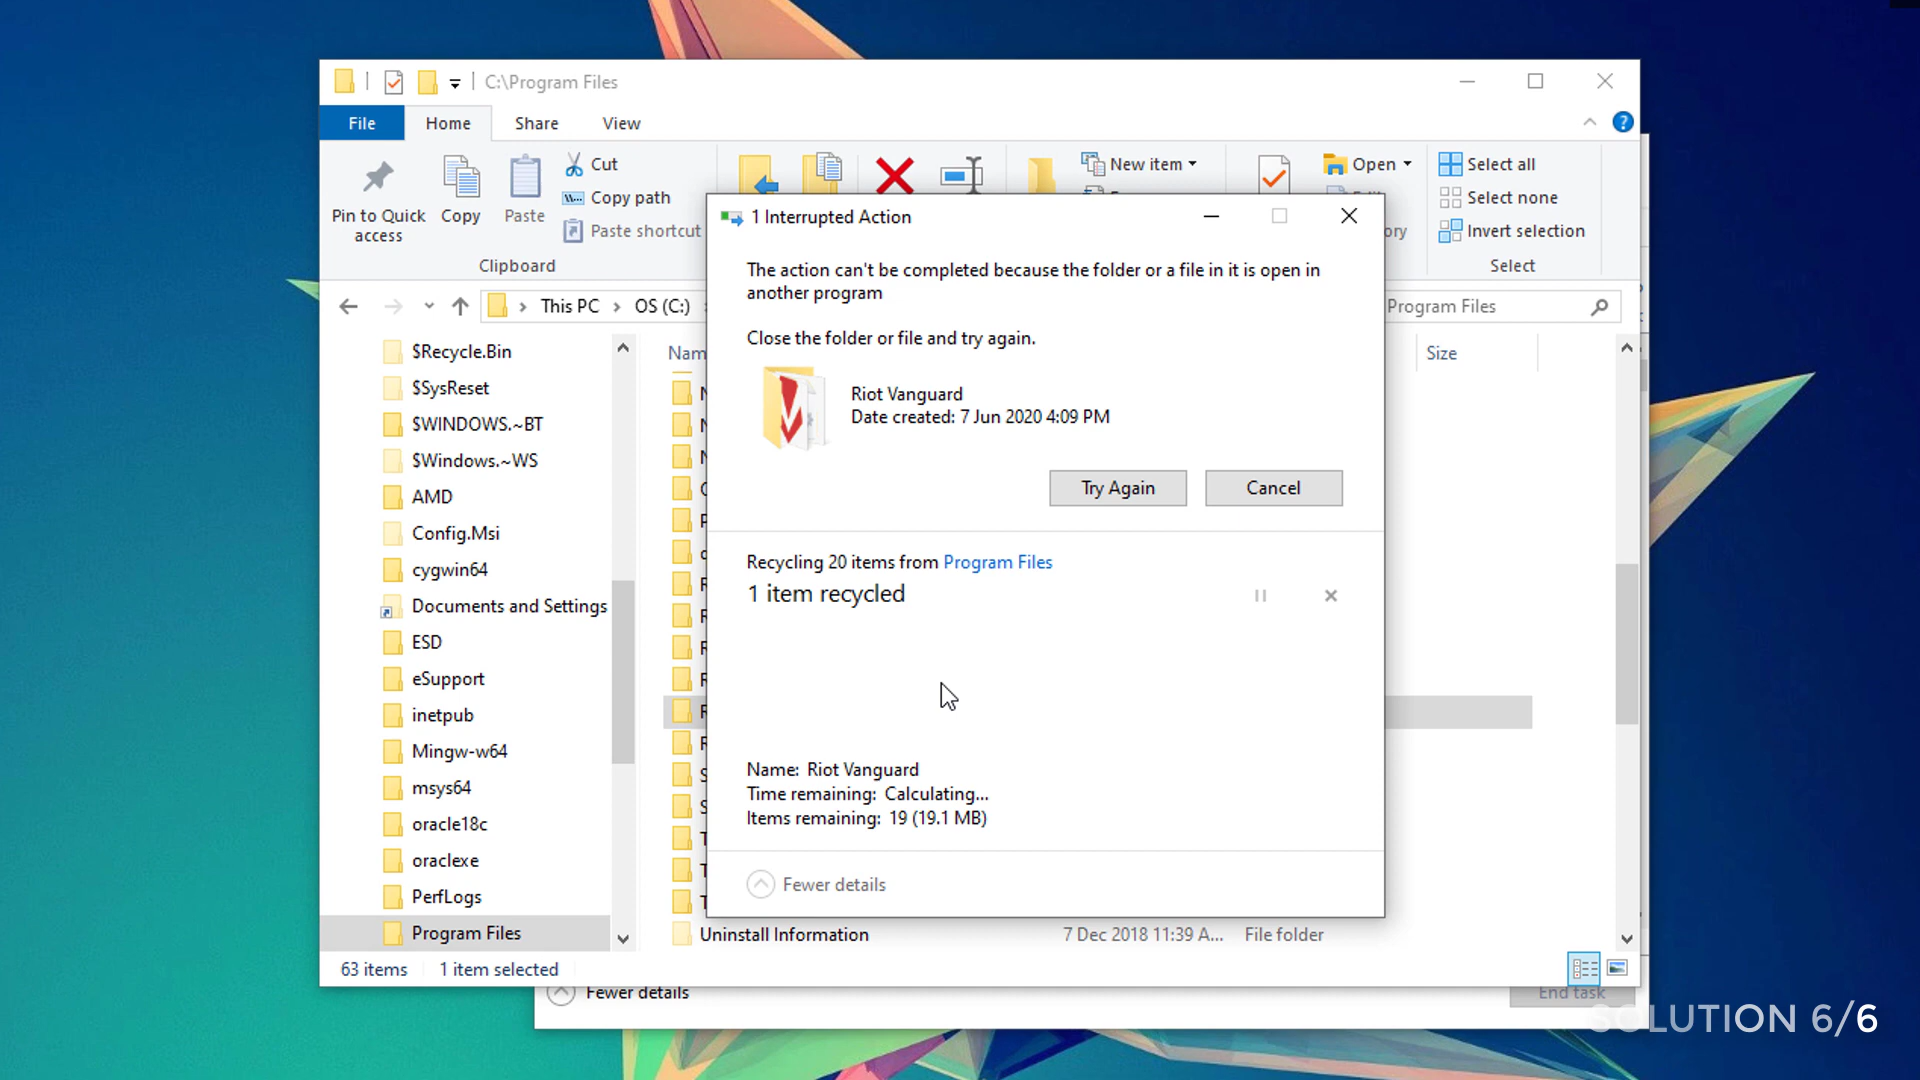 C:\Program Files
File Home Share View
Pin to Quick access
Copy
Paste
Cut
Copy path
Paste shortcut
Clipboard
New item
Open
Select all
Select none
Invert selection
Select
This PC > OS (C:)
Program Files
$Recycle.Bin
$SysReset
$WINDOWS.~BT
$Windows.~WS
AMD
Config.Msi
cygwin64
Documents and Settings
ESD
eSupport
inetpub
Mingw-w64
msys64
oracle18c
oraclexe
PerfLogs
Program Files
Size
1 Interrupted Action
The action can't be completed because the folder or a file in it is open in
another program
Close the folder or file and try again.
Riot Vanguard
Date created: 7 Jun 2020 4:09 PM
Try Again Cancel
Recycling 20 items from Program Files
1 item recycled
Name: Riot Vanguard
Time remaining: Calculating...
Items remaining: 19 (19.1 MB)
Fewer details
Uninstall Information 7 Dec 2018 11:39 A... File folder
63 items 1 item selected
Fewer details
End task
SOLUTION 6/6